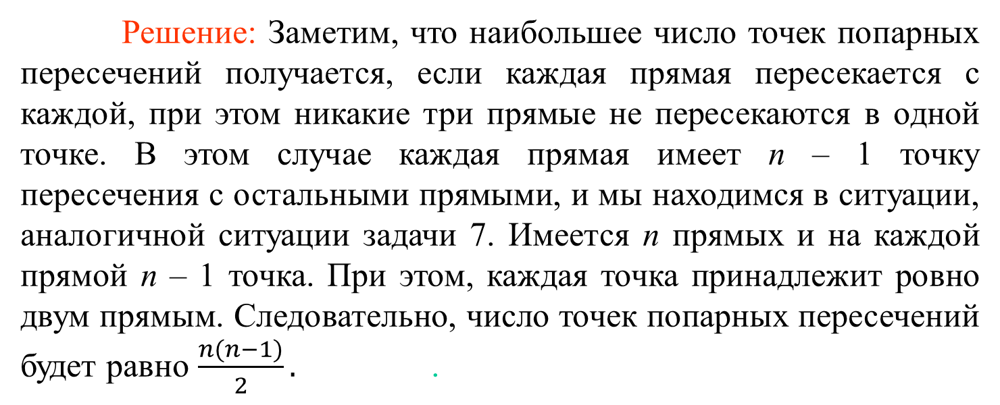 Решение: Заметим, что наибольшее число точек попарных
пересечений получается, если каждая прямая пересекается с
каждой, при этом никакие три прямые не пересекаются в одной
точке. В этом случае каждая прямая имеет n – 1 точку
пересечения с остальными прямыми, и мы находимся в ситуации,
аналогичной ситуации задачи 7. Имеется n прямых и на каждой
прямой n – 1 точка. При этом, каждая точка принадлежит ровно
двум прямым. Следовательно, число точек попарных пересечений
будет равно n(n−1)/2. .